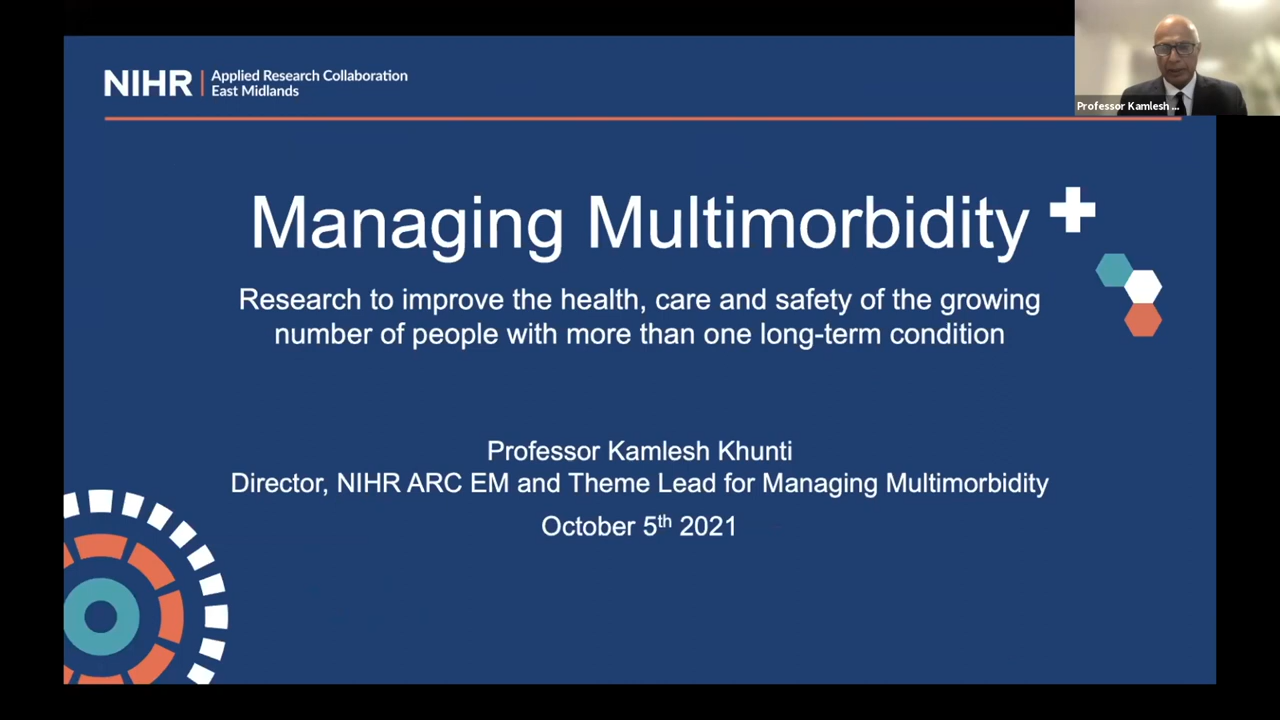 NIHR | Applied Research Collaboration
East Midlands
Professor Kamlesh ...
Managing Multimorbidity
Research to improve the health, care and safety of the growing
number of people with more than one long-term condition
Professor Kamlesh Khunti
Director, NIHR ARC EM and Theme Lead for Managing Multimorbidity
October 5th 2021